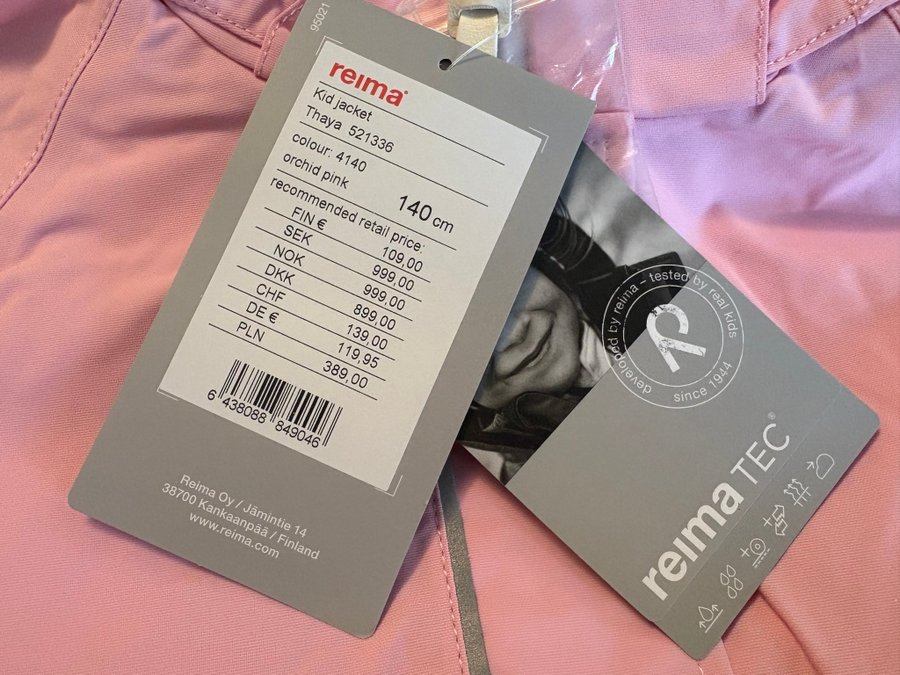 95021
reima
Kid jacket
Thaya 521336
colour: 4140
orchid pink
140 cm
recommended retail price:
FIN € 109,00
SEK 999,00
NOK 999,00
DKK 899,00
CHF 139,00
DE € 119,95
PLN 389,00
6 438088 849046
Reima Oy / Jämintie 14
38700 Kankaanpää / Finland
www.reima.com
developed by reima - tested by real kids
since 1944
reima TEC®